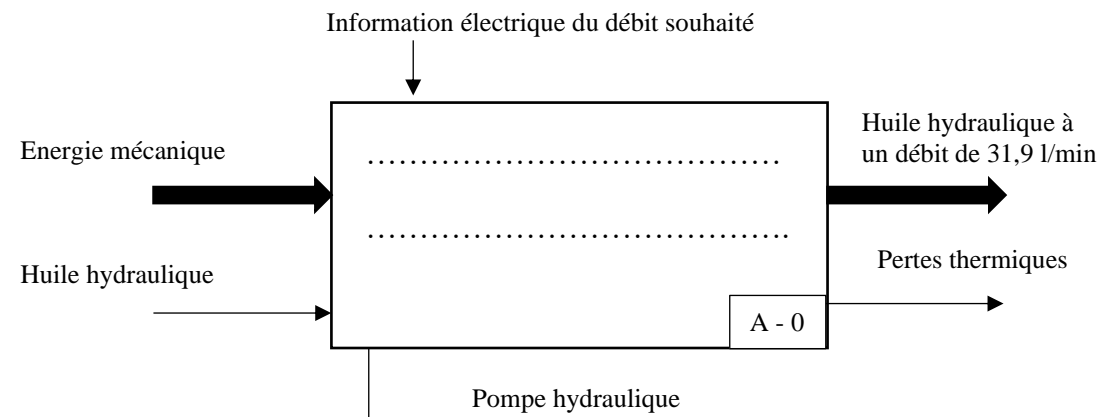 Information électrique du débit souhaité
Energie mécanique
Huile hydraulique à
un débit de 31,9 l/min
…………………………………………
…………………………………………
Huile hydraulique
Pertes thermiques
A - 0
Pompe hydraulique